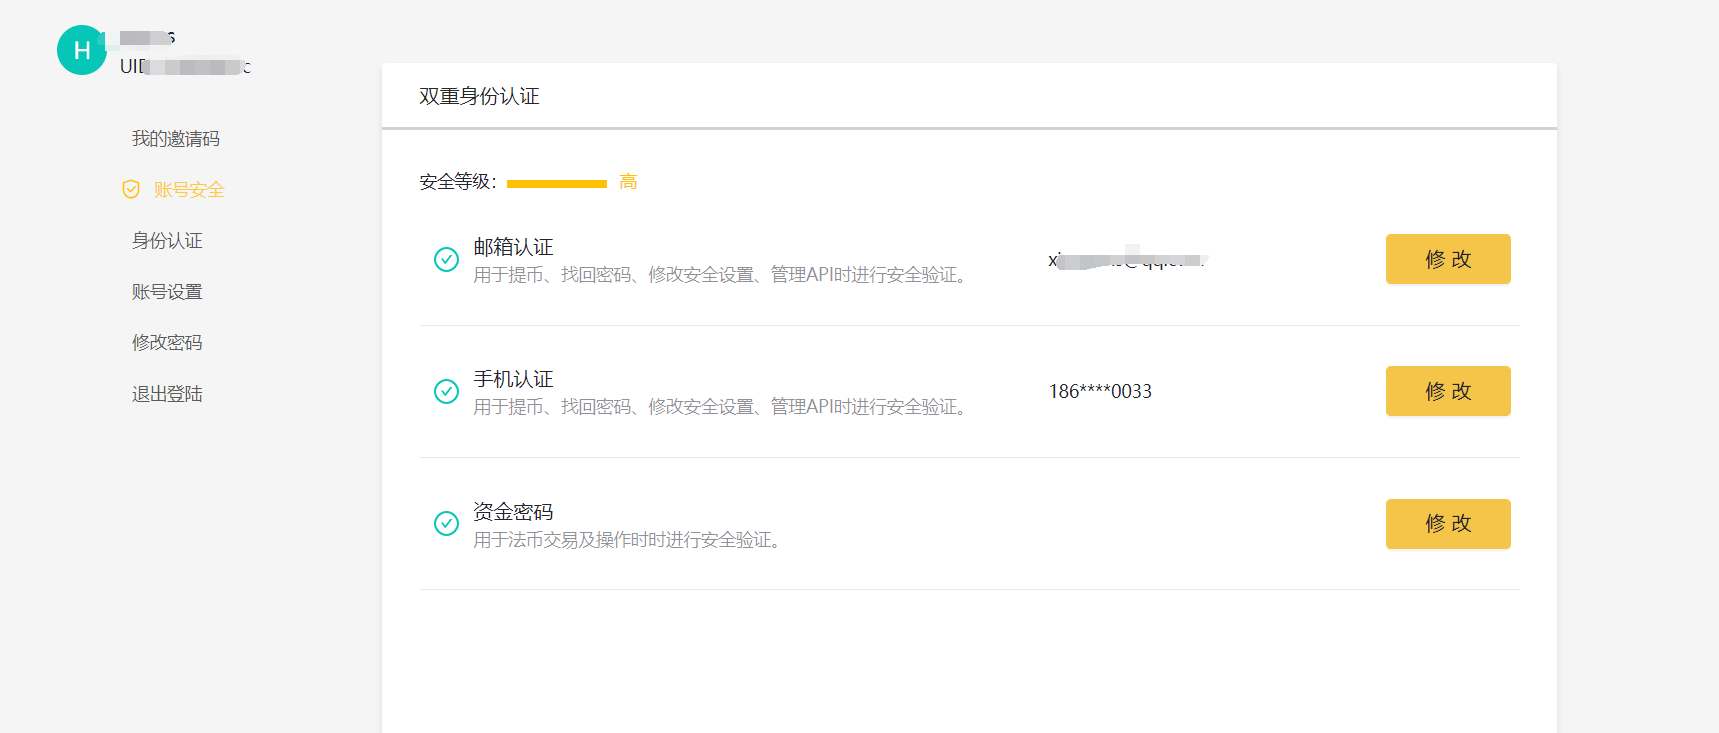 H
我的邀请码
账号安全
身份认证
账号设置
修改密码
退出登陆
双重身份认证
安全等级: 高
邮箱认证
用于提币、找回密码、修改安全设置、管理API时进行安全验证。
修 改
手机认证
用于提币、找回密码、修改安全设置、管理API时进行安全验证。
186****0033
修 改
资金密码
用于法币交易及操作时时进行安全验证。
修 改